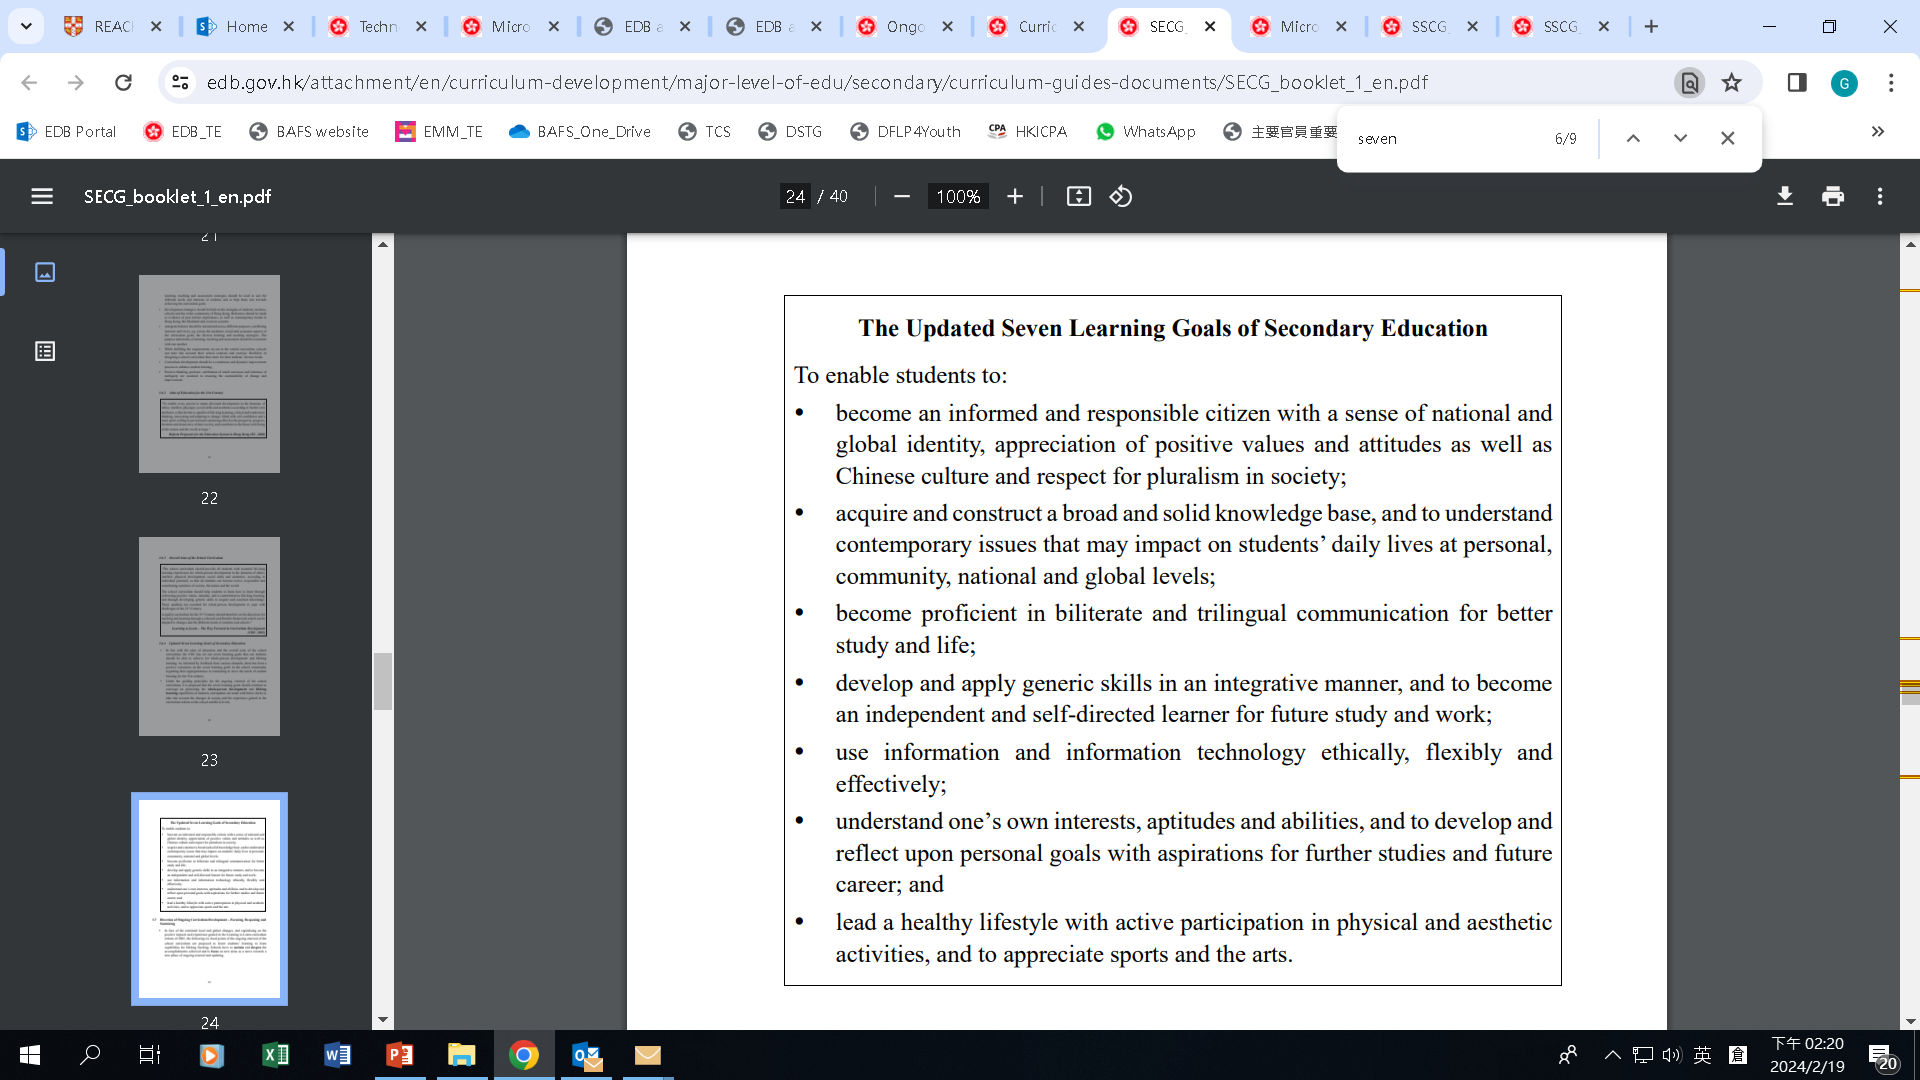 REACH
Home
Techn
Micro
EDB a
EDB a
Ongo
Curric
SECG_
Micro
SSCG_
SSCG_
edb.gov.hk/attachment/en/curriculum-development/major-level-of-edu/secondary/curriculum-guides-documents/SECG_booklet_1_en.pdf
G
EDB Portal
EDB_TE
BAFS website
EMM_TE
BAFS_One_Drive
TCS
DSTG
DFLP4Youth
CPA
HKICPA
WhatsApp
主要官員重要
seven
6/9
SECG_booklet_1_en.pdf
24 / 40
100%
21
22
23
24
The Updated Seven Learning Goals of Secondary Education
To enable students to:
• become an informed and responsible citizen with a sense of national and
global identity, appreciation of positive values and attitudes as well as
Chinese culture and respect for pluralism in society;
• acquire and construct a broad and solid knowledge base, and to understand
contemporary issues that may impact on students’ daily lives at personal,
community, national and global levels;
• become proficient in biliterate and trilingual communication for better
study and life;
• develop and apply generic skills in an integrative manner, and to become
an independent and self-directed learner for future study and work;
• use information and information technology ethically, flexibly and
effectively;
• understand one’s own interests, aptitudes and abilities, and to develop and
reflect upon personal goals with aspirations for further studies and future
career; and
• lead a healthy lifestyle with active participation in physical and aesthetic
activities, and to appreciate sports and the arts.
英
倉
下午 02:20
2024/2/19
20